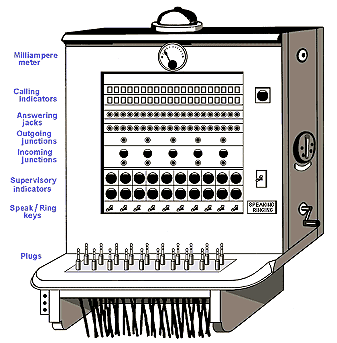 Milliampere
meter
Calling
Indicators
Answering
jacks
Outgoing
junctions
Incoming
junctions
Supervisory
indicators
Speak / Ring
keys
SPEAKING
RINGING
Plugs